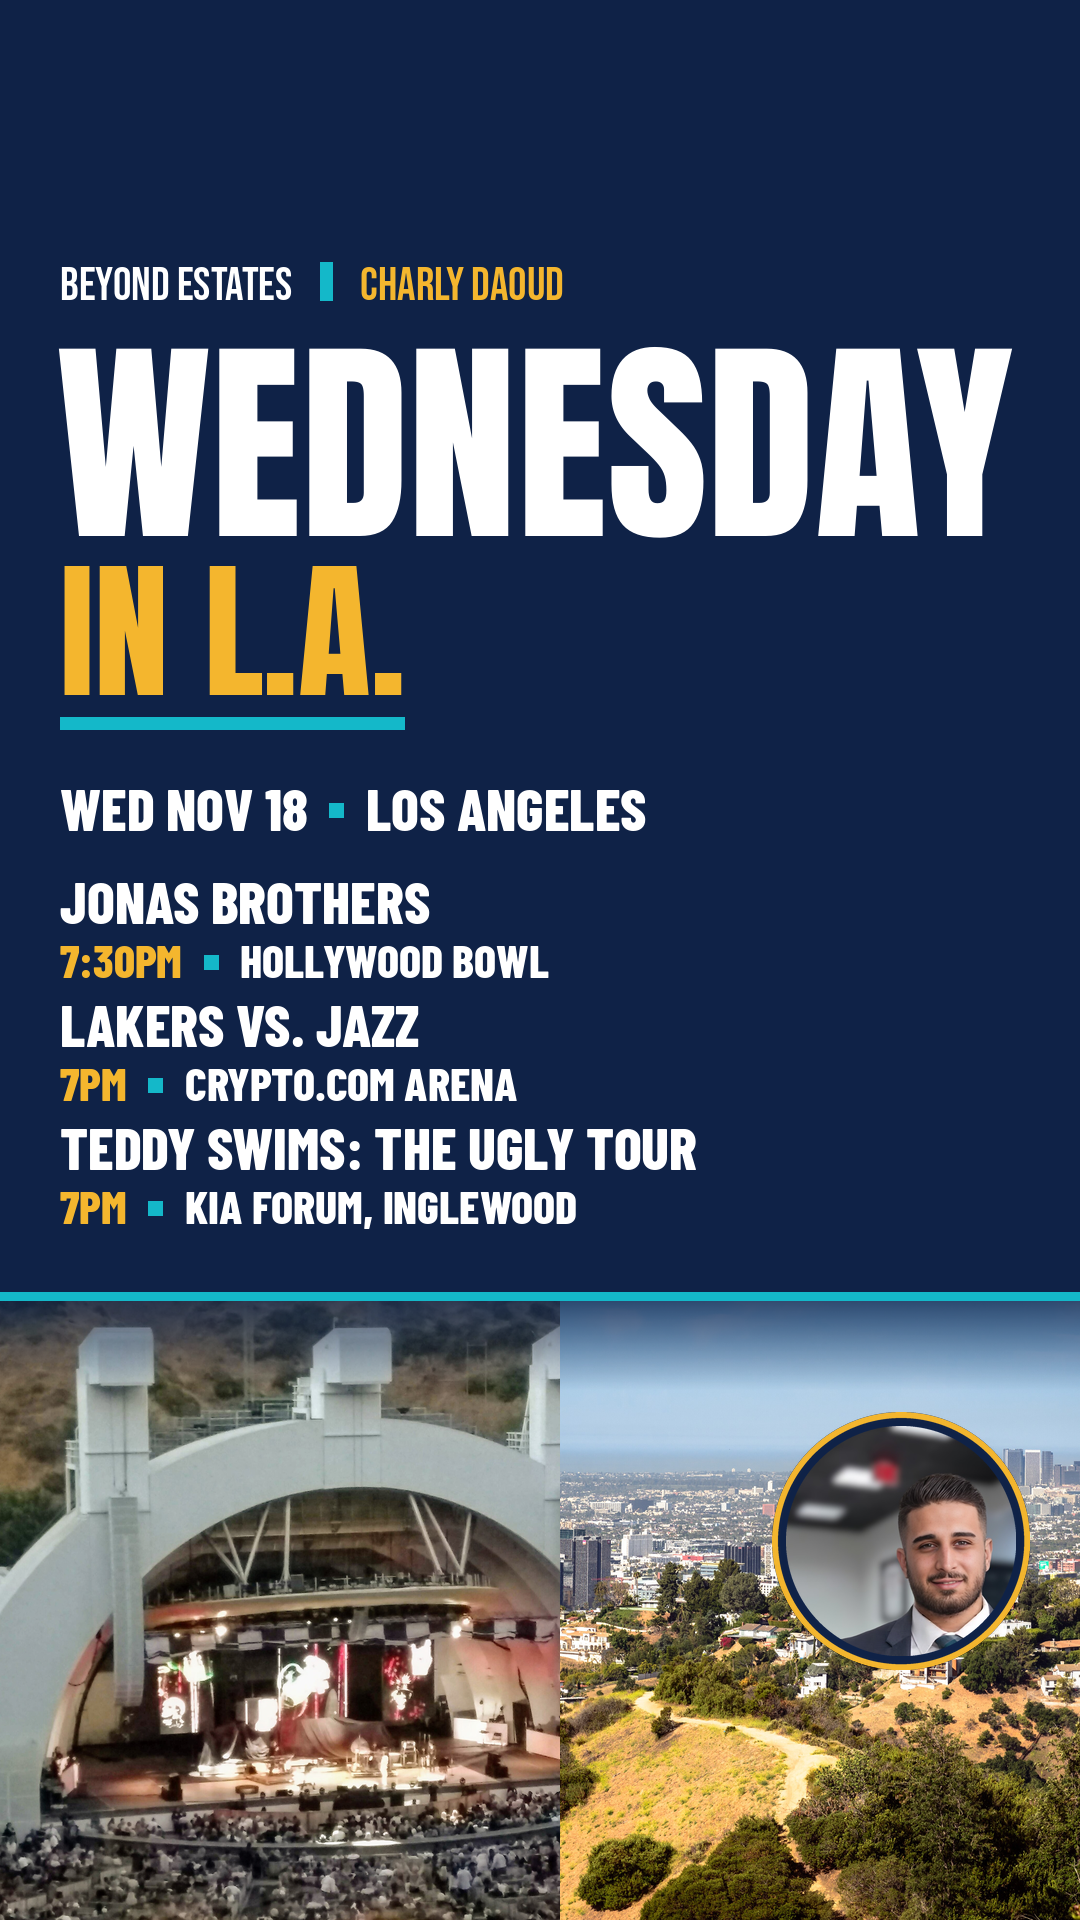 BEYOND ESTATES CHARLY DAOUD
WEDNESDAY
IN L.A.
WED NOV 18 ▪ LOS ANGELES
JONAS BROTHERS
7:30PM ▪ HOLLYWOOD BOWL
LAKERS VS. JAZZ
7PM ▪ CRYPTO.COM ARENA
TEDDY SWIMS: THE UGLY TOUR
7PM ▪ KIA FORUM, INGLEWOOD